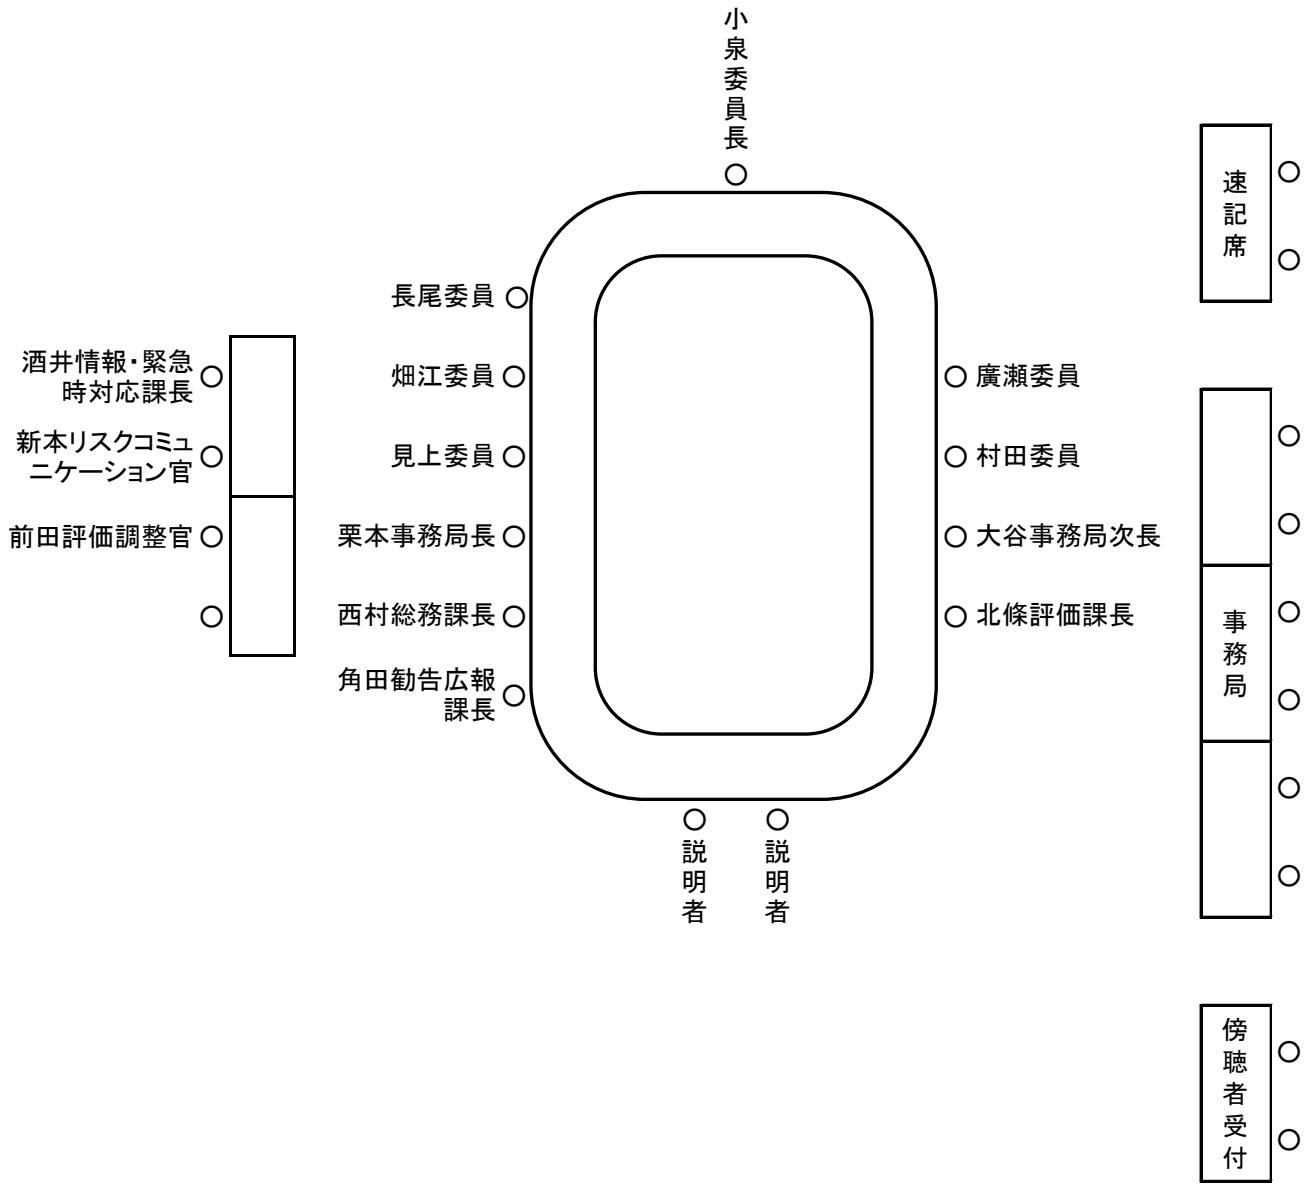 小泉委員長
速記席
長尾委員
酒井情報・緊急
時対応課長
畑江委員
廣瀬委員
新本リスクコミュ
ニケーション官
見上委員
村田委員
前田評価調整官
栗本事務局長
大谷事務局次長
西村総務課長
北條評価課長
事務局
角田勧告広報
課長
説明者
説明者
傍聴者受付